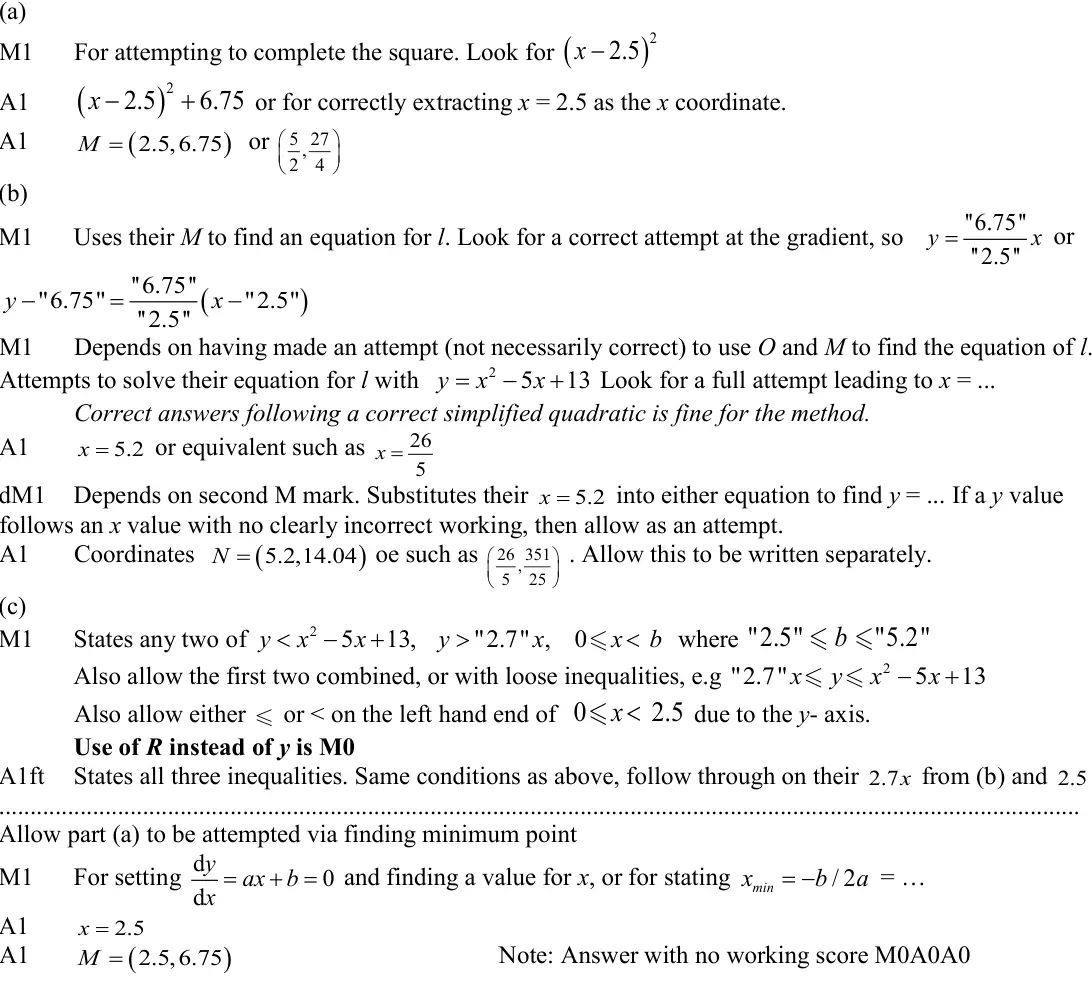 (a)
M1 For attempting to complete the square. Look for (x − 2.5)²
A1 (x − 2.5)² + 6.75 or for correctly extracting x = 2.5 as the x coordinate.
A1 M = (2.5, 6.75) or (5/2, 27/4)
(b)
M1 Uses their M to find an equation for l. Look for a correct attempt at the gradient, so y = "6.75"/"2.5" x or
y − "6.75" = "6.75"/"2.5" (x − "2.5")
M1 Depends on having made an attempt (not necessarily correct) to use O and M to find the equation of l.
Attempts to solve their equation for l with y = x² − 5x + 13 Look for a full attempt leading to x = ...
Correct answers following a correct simplified quadratic is fine for the method.
A1 x = 5.2 or equivalent such as x = 26/5
dM1 Depends on second M mark. Substitutes their x = 5.2 into either equation to find y = ... If a y value
follows an x value with no clearly incorrect working, then allow as an attempt.
A1 Coordinates N = (5.2, 14.04) oe such as (26/5, 351/25) . Allow this to be written separately.
(c)
M1 States any two of y < x² − 5x + 13, y > "2.7" x, 0 ⩽ x < b where "2.5" ⩽ b ⩽ "5.2"
Also allow the first two combined, or with loose inequalities, e.g "2.7" x ⩽ y ⩽ x² − 5x + 13
Also allow either ⩽ or < on the left hand end of 0 ⩽ x < 2.5 due to the y- axis.
Use of R instead of y is M0
A1ft States all three inequalities. Same conditions as above, follow through on their 2.7x from (b) and 2.5
..........................................................................................................................................................................
Allow part (a) to be attempted via finding minimum point
M1 For setting dy/dx = ax + b = 0 and finding a value for x, or for stating xₘᵢₙ = −b / 2a = …
A1 x = 2.5
A1 M = (2.5, 6.75) Note: Answer with no working score M0A0A0